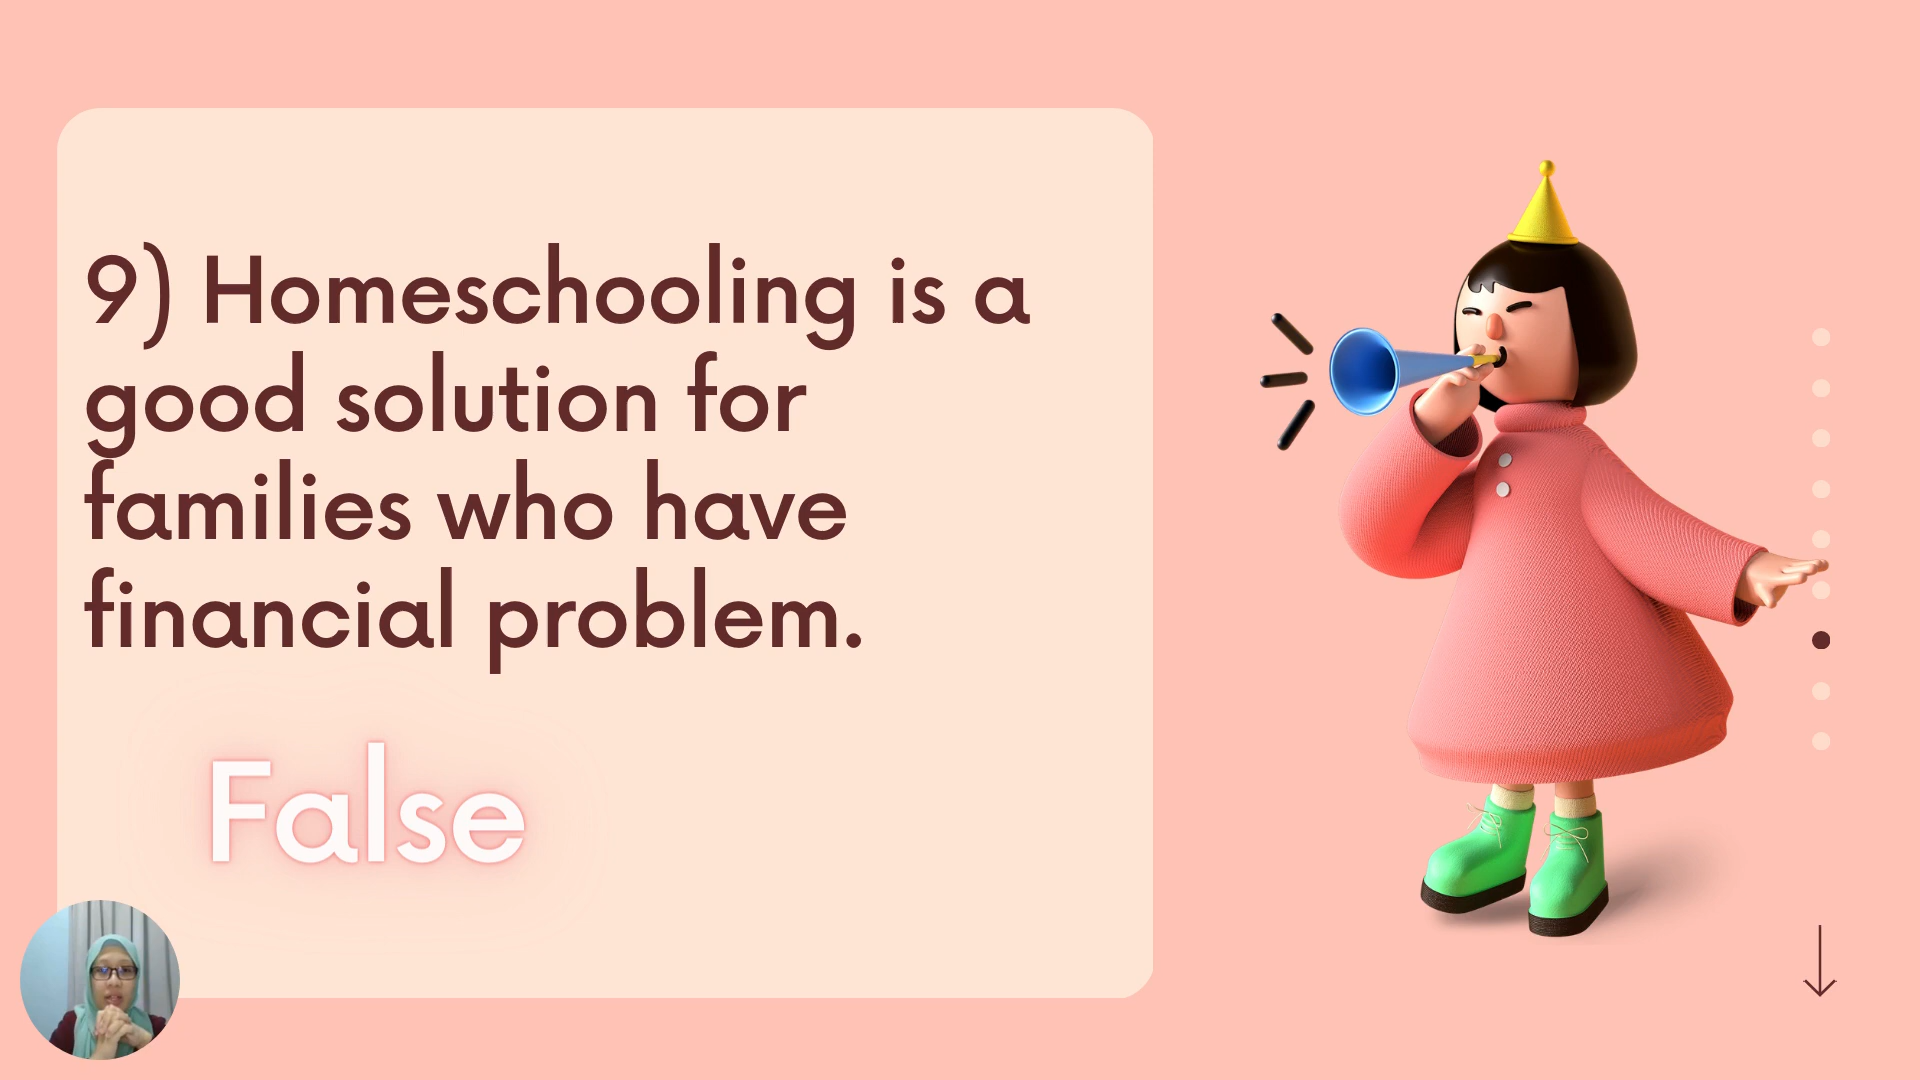 9) Homeschooling is a
good solution for
families who have
financial problem.
False